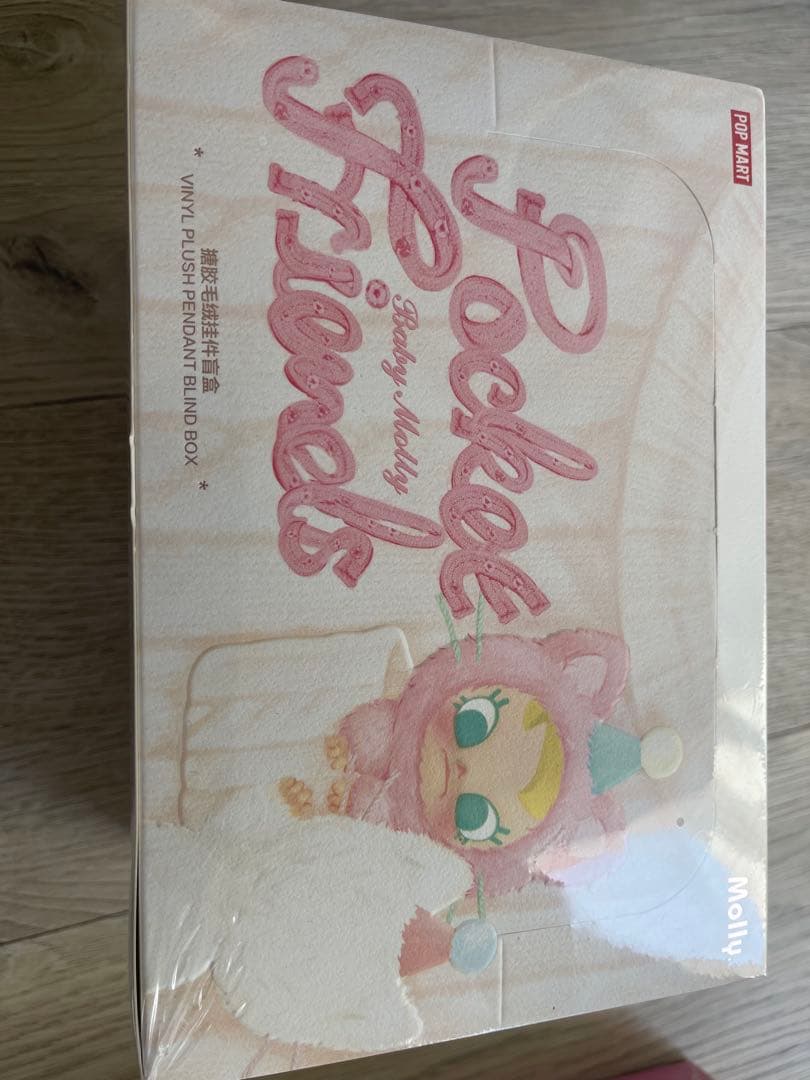 POP MART
Pocket
Baby Molly
Friends
搪胶毛绒挂件盲盒
* VINYL PLUSH PENDANT BLIND BOX *
Molly